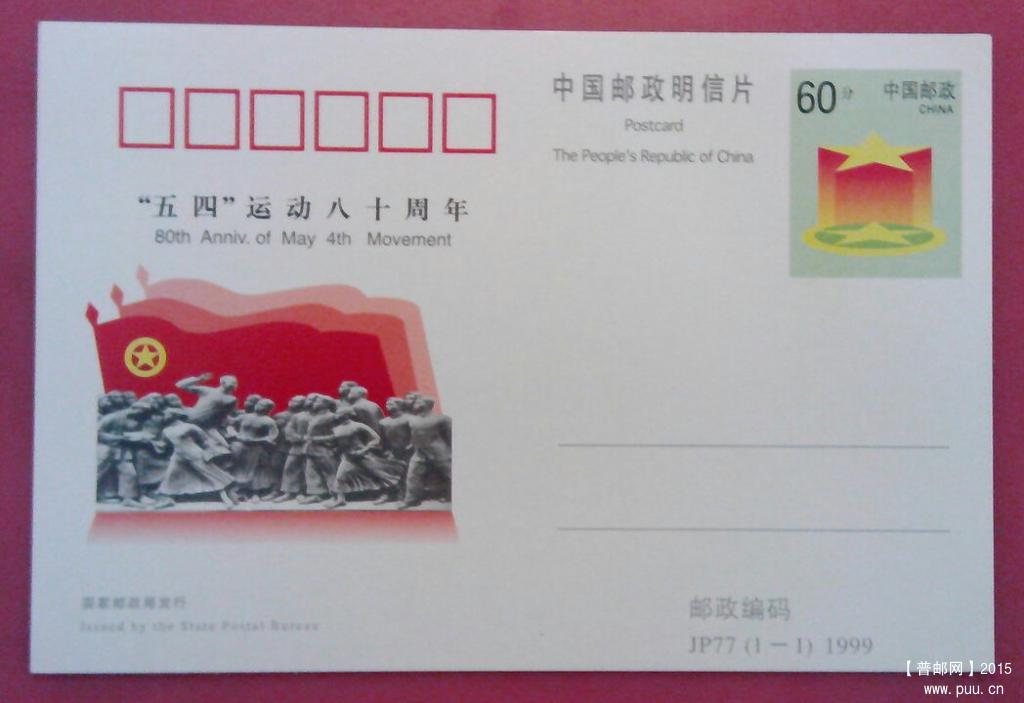 中国邮政明信片
Postcard
The People's Republic of China
60分
中国邮政
CHINA
“五四”运动八十周年
80th Anniv. of May 4th Movement
国家邮政局发行
Issued by the State Postal Bureau
邮政编码
JP77 (1－1) 1999
【普邮网】2015
www.puu.cn